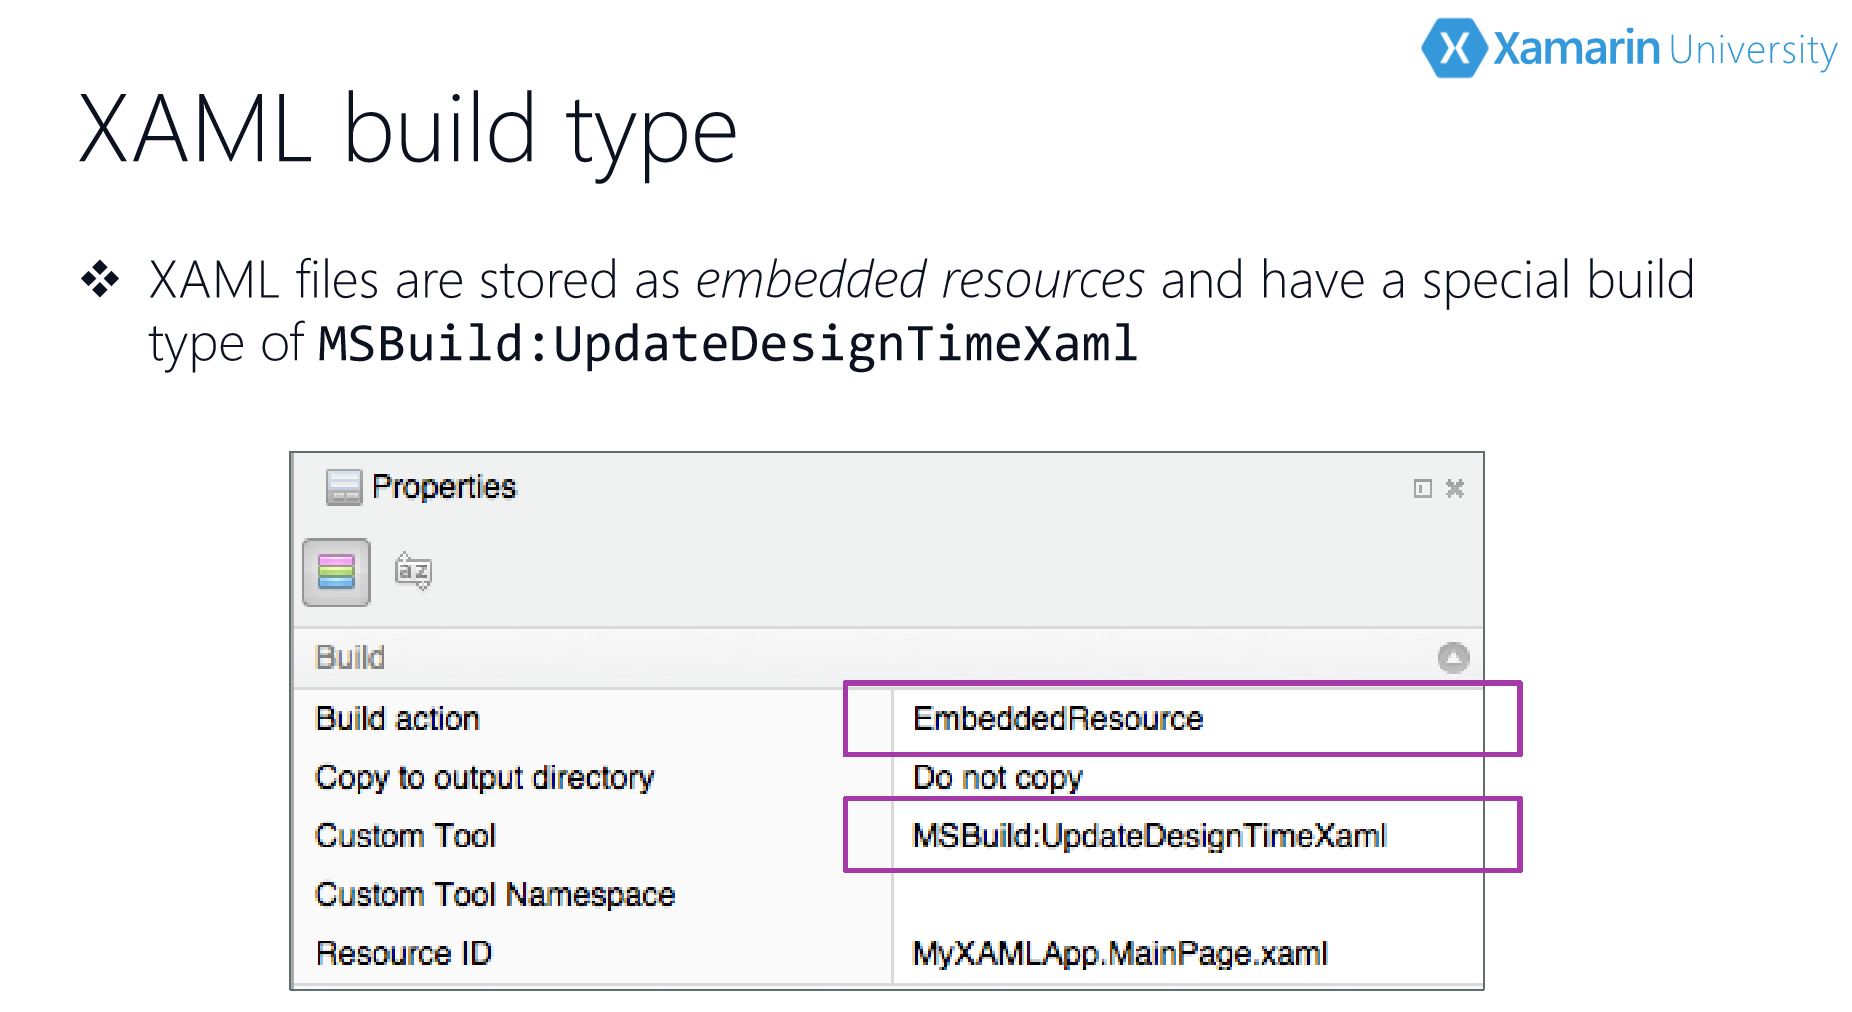 Xamarin University
XAML build type
❖ XAML files are stored as embedded resources and have a special build
type of MSBuild:UpdateDesignTimeXaml
Properties
az
Build
Build action EmbeddedResource
Copy to output directory Do not copy
Custom Tool MSBuild:UpdateDesignTimeXaml
Custom Tool Namespace
Resource ID MyXAMLApp.MainPage.xaml